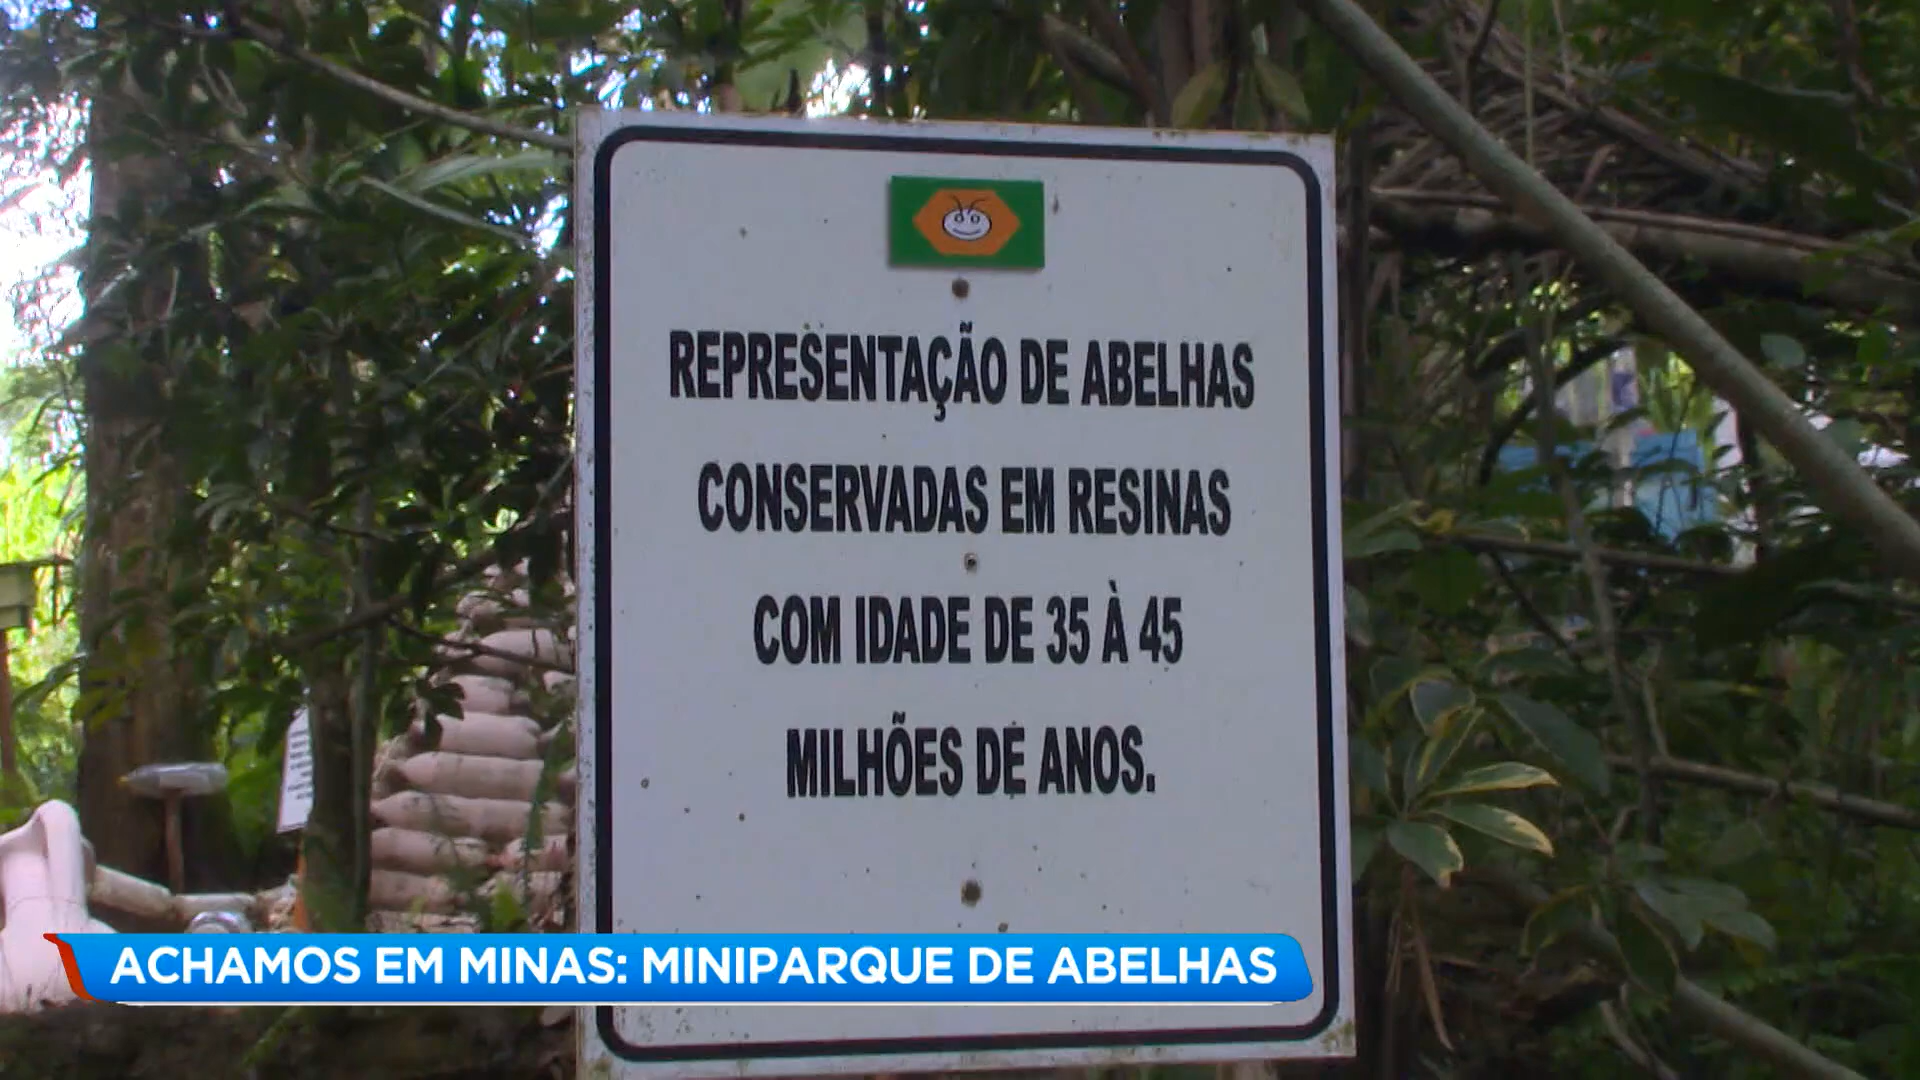 REPRESENTAÇÃO DE ABELHAS
CONSERVADAS EM RESINAS
COM IDADE DE 35 À 45
MILHÕES DE ANOS.
ACHAMOS EM MINAS: MINIPARQUE DE ABELHAS